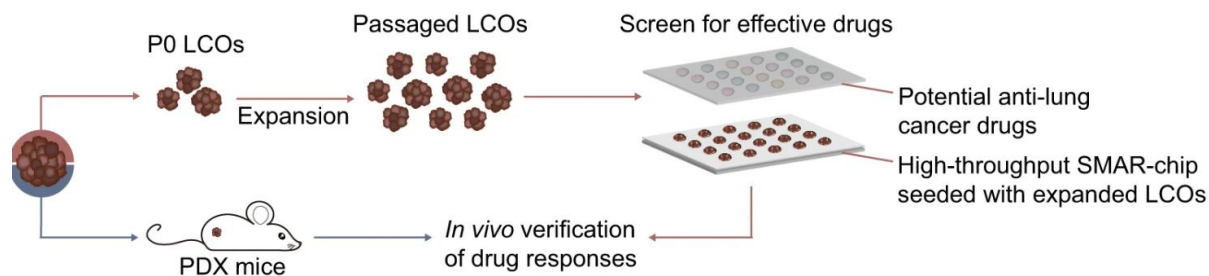 P0 LCOs
Expansion
Passaged LCOs
Screen for effective drugs
Potential anti-lung
cancer drugs
High-throughput SMAR-chip
seeded with expanded LCOs
PDX mice
In vivo verification
of drug responses